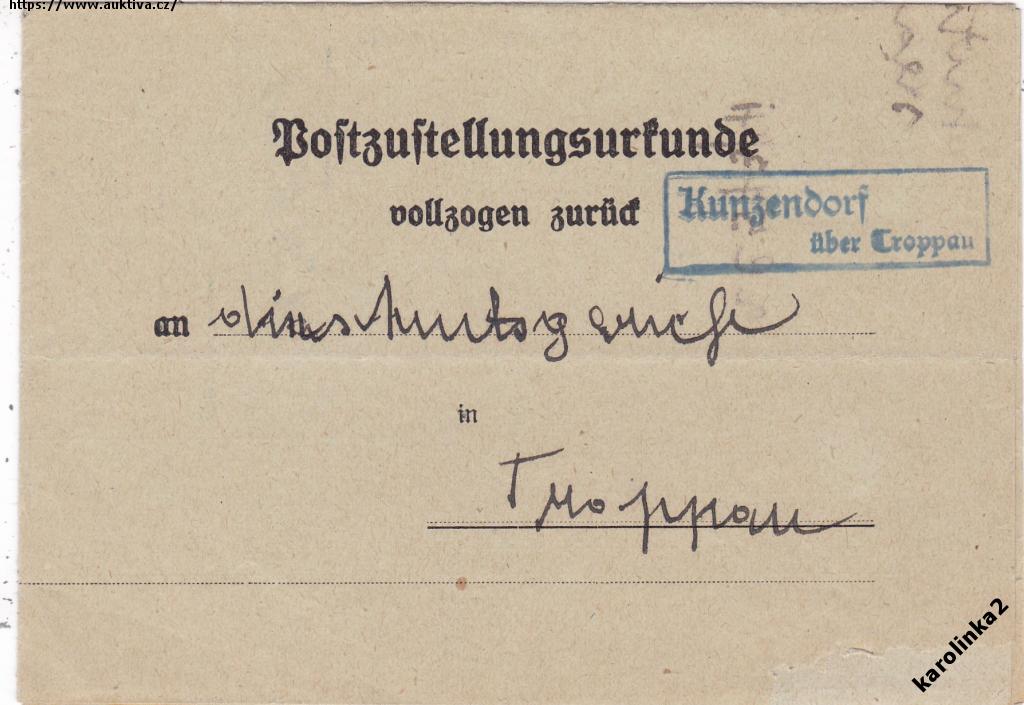 https://www.auktiva.cz/
Postzustellungsurkunde
vollzogen zurück
Kunzendorf
über Troppau
an das Amtsgericht
in
Troppau
karolinka2